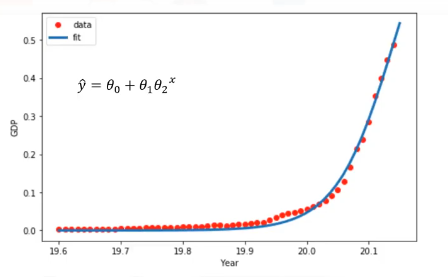 data
fit
ŷ = θ₀ + θ₁θ₂ˣ
GDP
0.5
0.4
0.3
0.2
0.1
0.0
19.6 19.7 19.8 19.9 20.0 20.1
Year